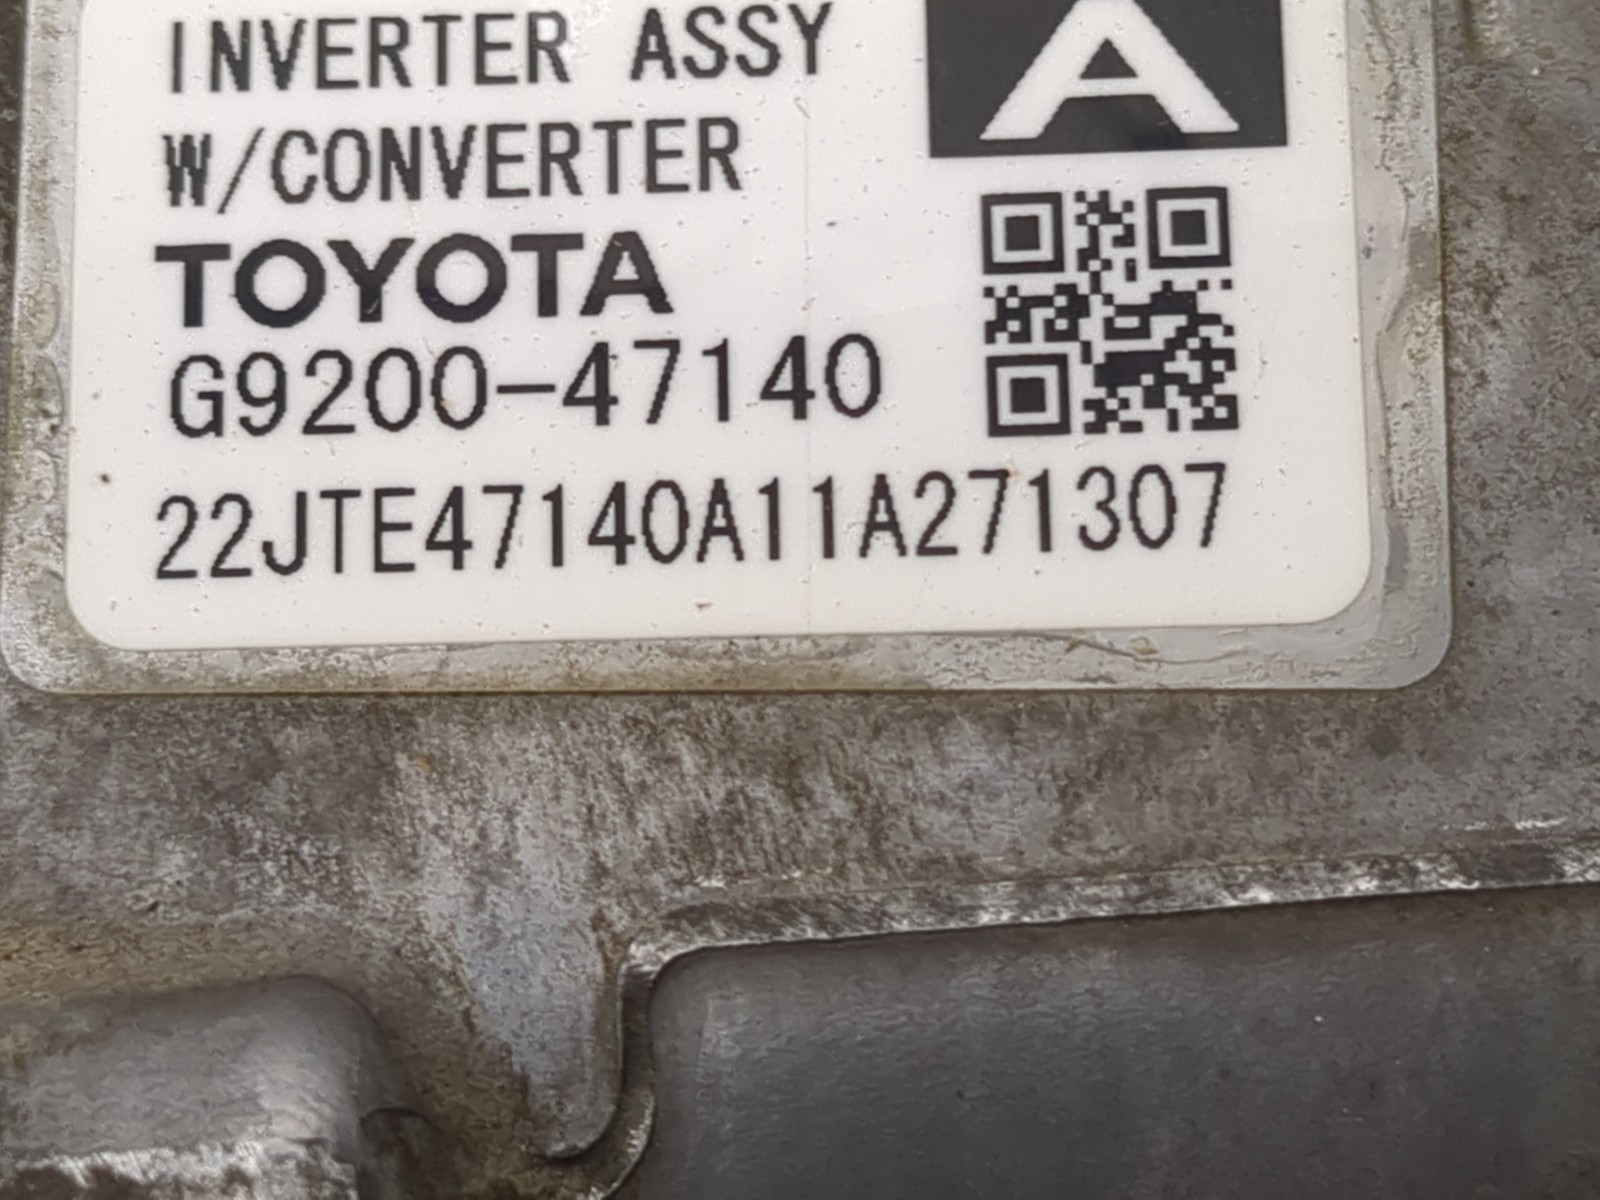 INVERTER ASSY
W/CONVERTER
TOYOTA
G9200-47140
22JTE47140A11A271307
A